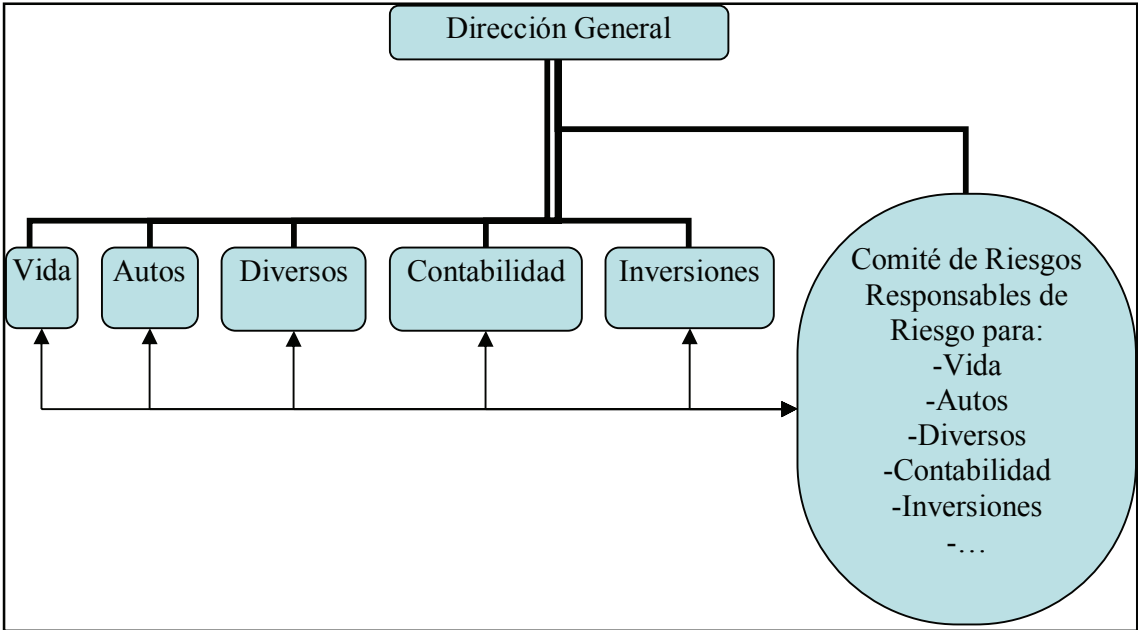 Dirección General
Vida
Autos
Diversos
Contabilidad
Inversiones
Comité de Riesgos
Responsables de
Riesgo para:
-Vida
-Autos
-Diversos
-Contabilidad
-Inversiones
-…